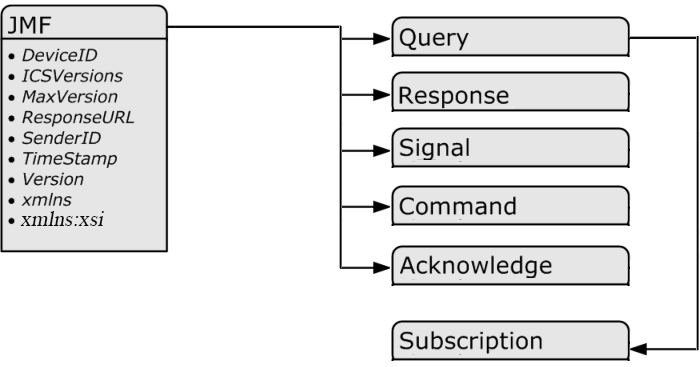 JMF
• DeviceID
• ICSVersions
• MaxVersion
• ResponseURL
• SenderID
• TimeStamp
• Version
• xmlns
• xmlns:xsi
Query
Response
Signal
Command
Acknowledge
Subscription